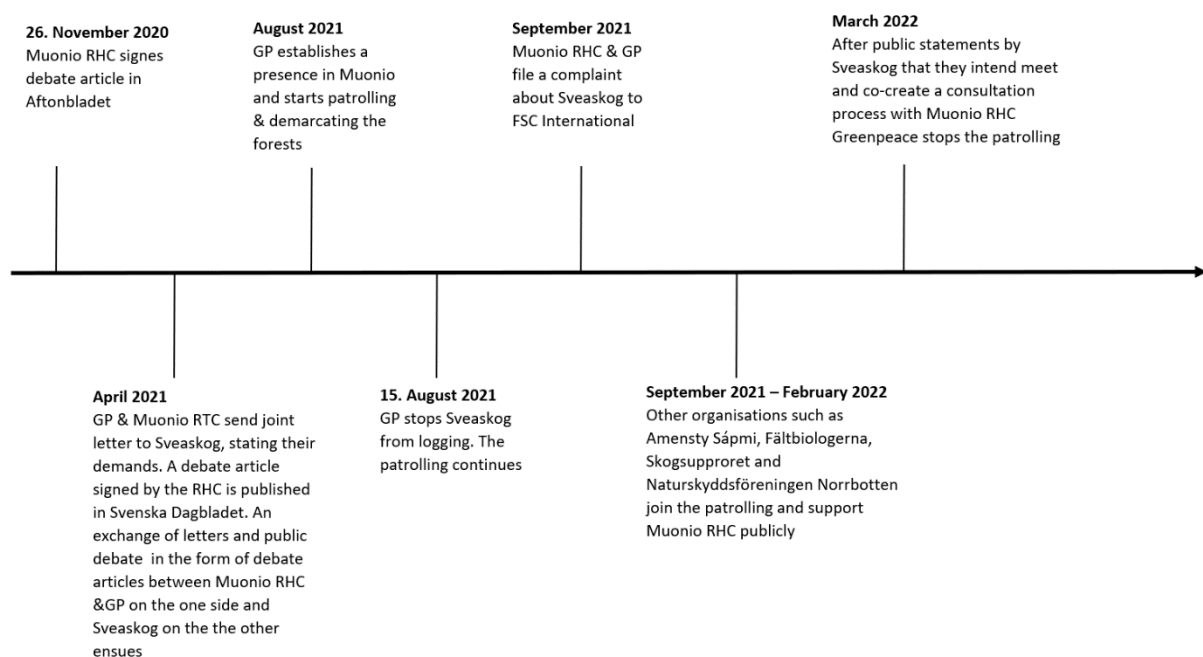 26. November 2020
Muonio RHC signes
debate article in
Aftonbladet
August 2021
GP establishes a
presence in Muonio
and starts patrolling
& demarcating the
forests
September 2021
Muonio RHC & GP
file a complaint
about Sveaskog to
FSC International
March 2022
After public statements by
Sveaskog that they intend meet
and co-create a consultation
process with Muonio RHC
Greenpeace stops the patrolling
April 2021
GP & Muonio RTC send joint
letter to Sveaskog, stating their
demands. A debate article
signed by the RHC is published
in Svenska Dagbladet. An
exchange of letters and public
debate  in the form of debate
articles between Muonio RHC
&GP on the one side and
Sveaskog on the the other
ensues
15. August 2021
GP stops Sveaskog
from logging. The
patrolling continues
September 2021 – February 2022
Other organisations such as
Amensty Sápmi, Fältbiologerna,
Skogsupproret and
Naturskyddsföreningen Norrbotten
join the patrolling and support
Muonio RHC publicly